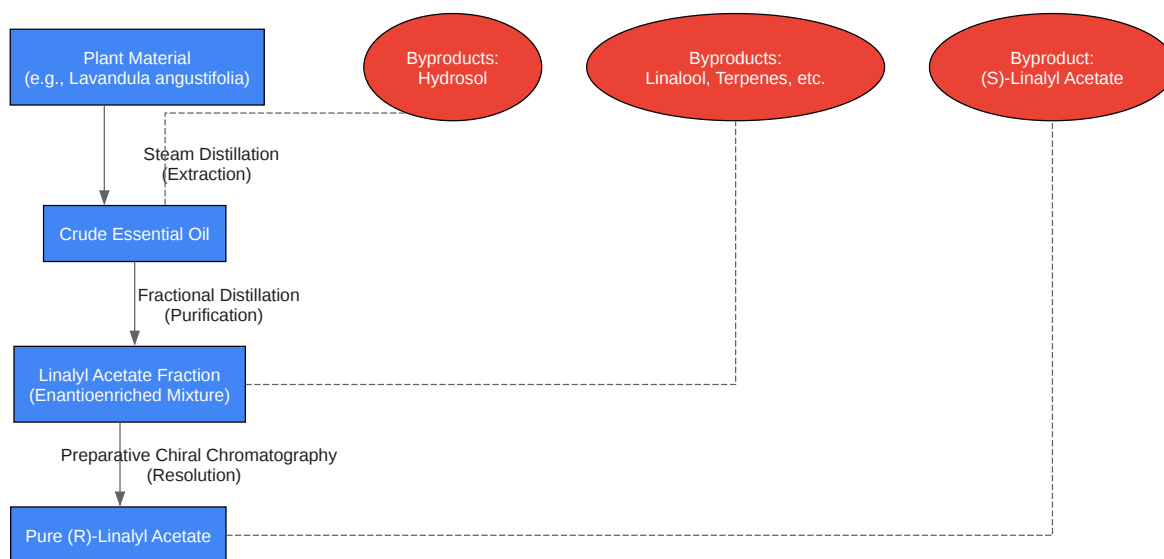 Plant Material
(e.g., Lavandula angustifolia)
Byproducts:
Hydrosol
Byproducts:
Linalool, Terpenes, etc.
Byproduct:
(S)-Linalyl Acetate
Steam Distillation
(Extraction)
Crude Essential Oil
Fractional Distillation
(Purification)
Linalyl Acetate Fraction
(Enantioenriched Mixture)
Preparative Chiral Chromatography
(Resolution)
Pure (R)-Linalyl Acetate